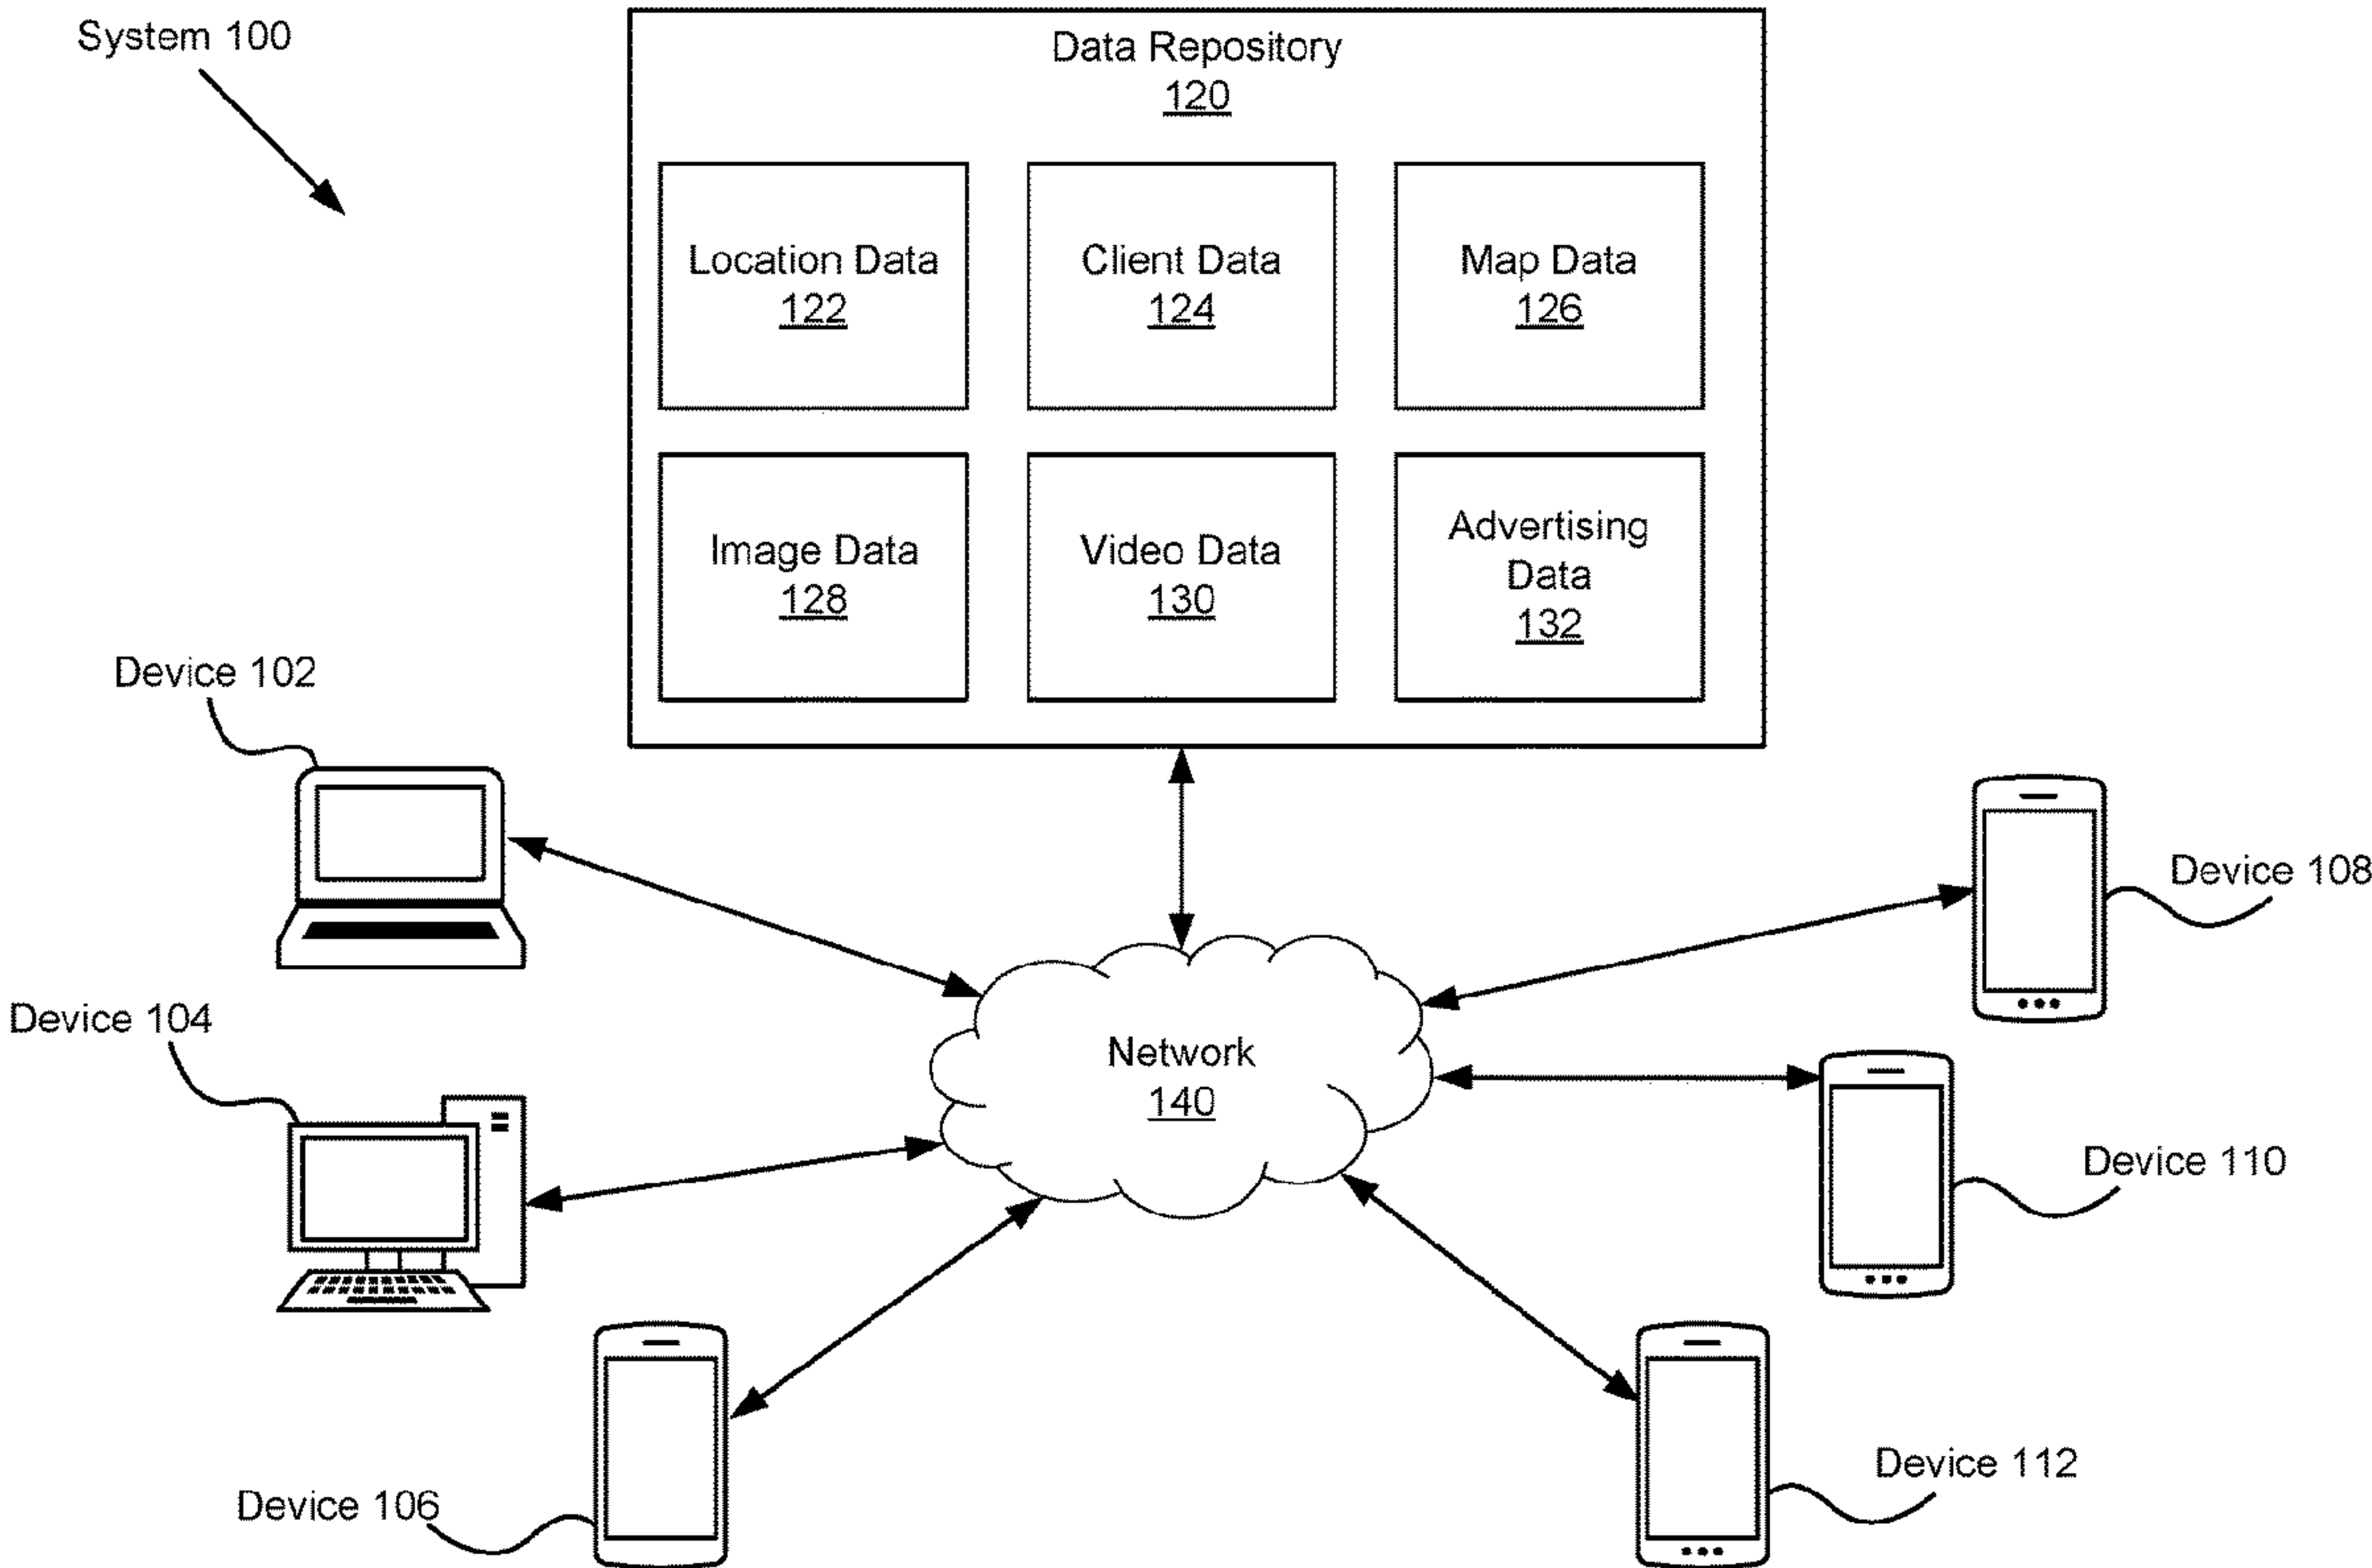 System 100
Data Repository
120
Location Data
122
Client Data
124
Map Data
126
Image Data
128
Video Data
130
Advertising
Data
132
Device 102
Device 108
Device 104
Network
140
Device 110
Device 106
Device 112